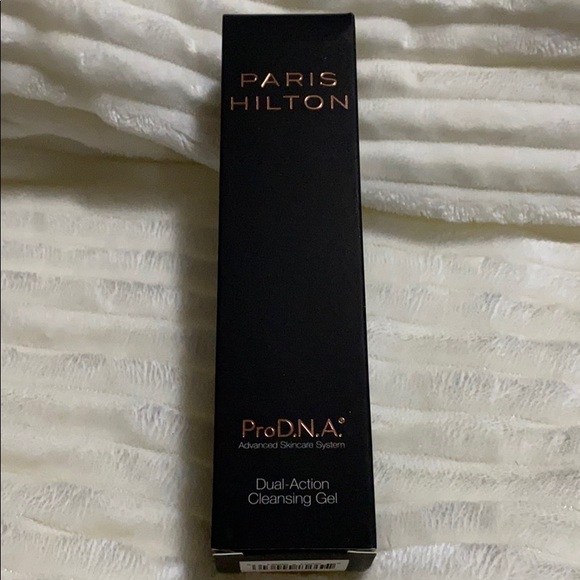 PARIS
HILTON
ProD.N.A.°
Advanced Skincare System
Dual-Action
Cleansing Gel